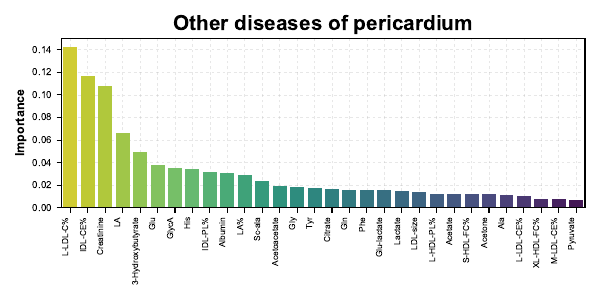 Other diseases of pericardium
Importance
0.14
0.12
0.10
0.08
0.06
0.04
0.02
0.00
L-LDL-C%
IDL-CE%
Creatinine
LA
3-Hydroxybutyrate
Glu
GlycA
His
IDL-PL%
Albumin
LA%
Sc-ala
Acetoacetate
Gly
Tyr
Citrate
Gln
Phe
Glu-lactate
Lactate
LDL-size
L-HDL-PL%
Acetate
S-HDL-FC%
Acetone
Ala
L-LDL-CE%
XL-HDL-FC%
M-LDL-CE%
Pyruvate